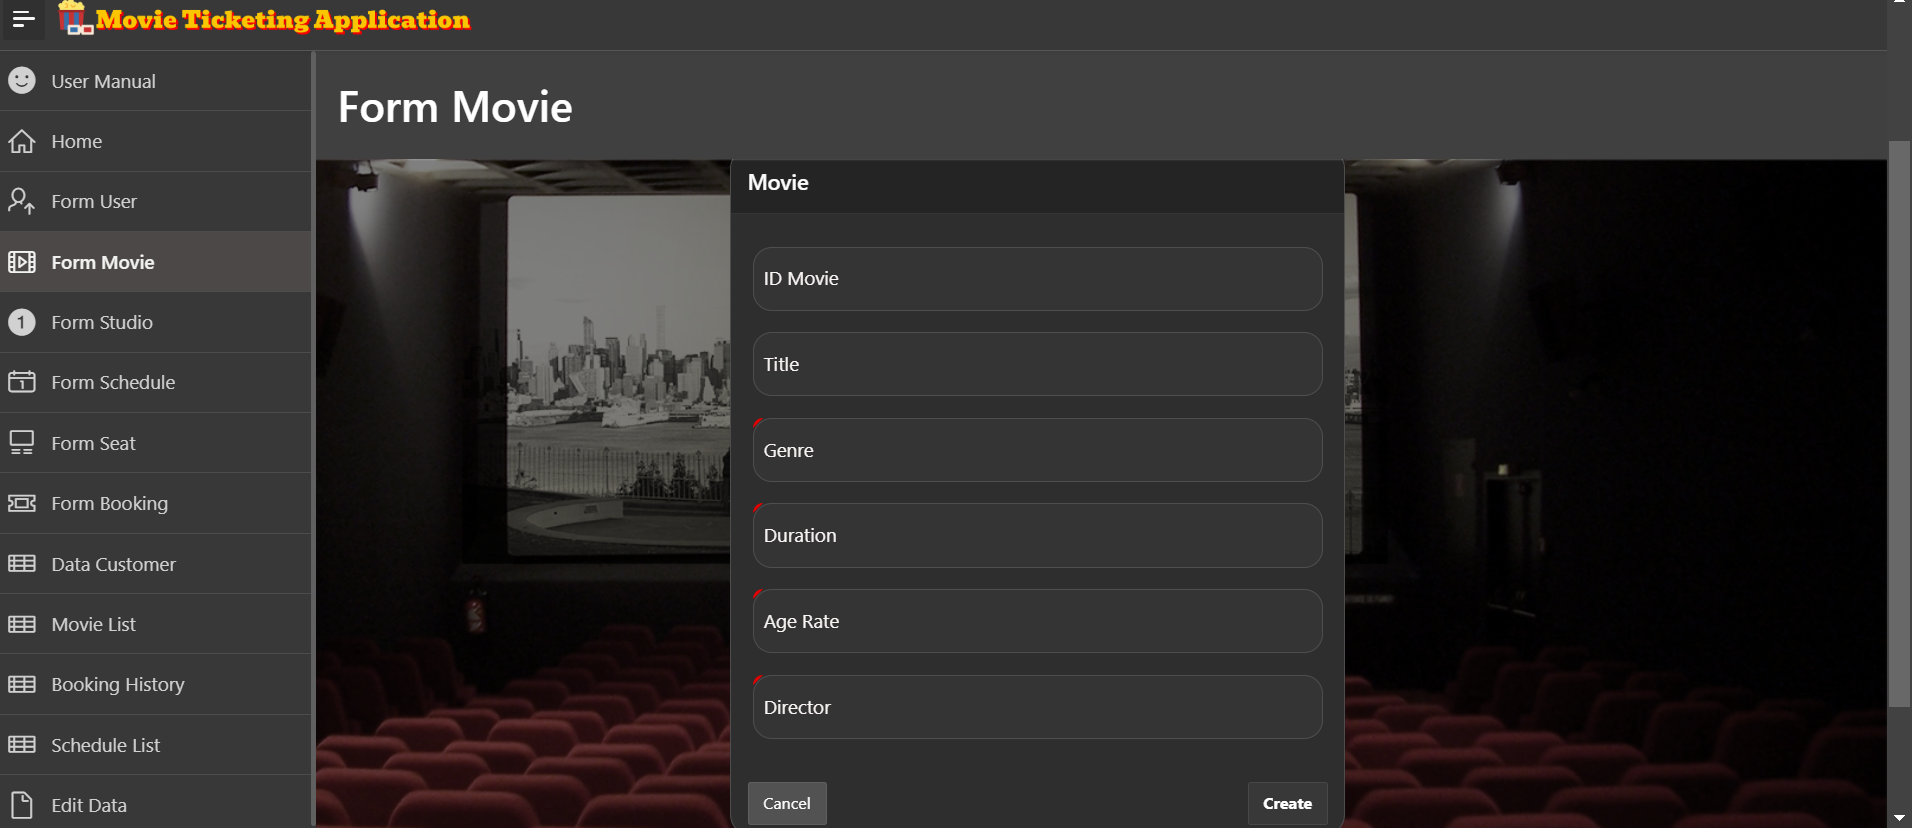 Movie Ticketing Application
User Manual
Home
Form User
Form Movie
Form Studio
Form Schedule
Form Seat
Form Booking
Data Customer
Movie List
Booking History
Schedule List
Edit Data
Form Movie
Movie
ID Movie
Title
Genre
Duration
Age Rate
Director
Cancel
Create